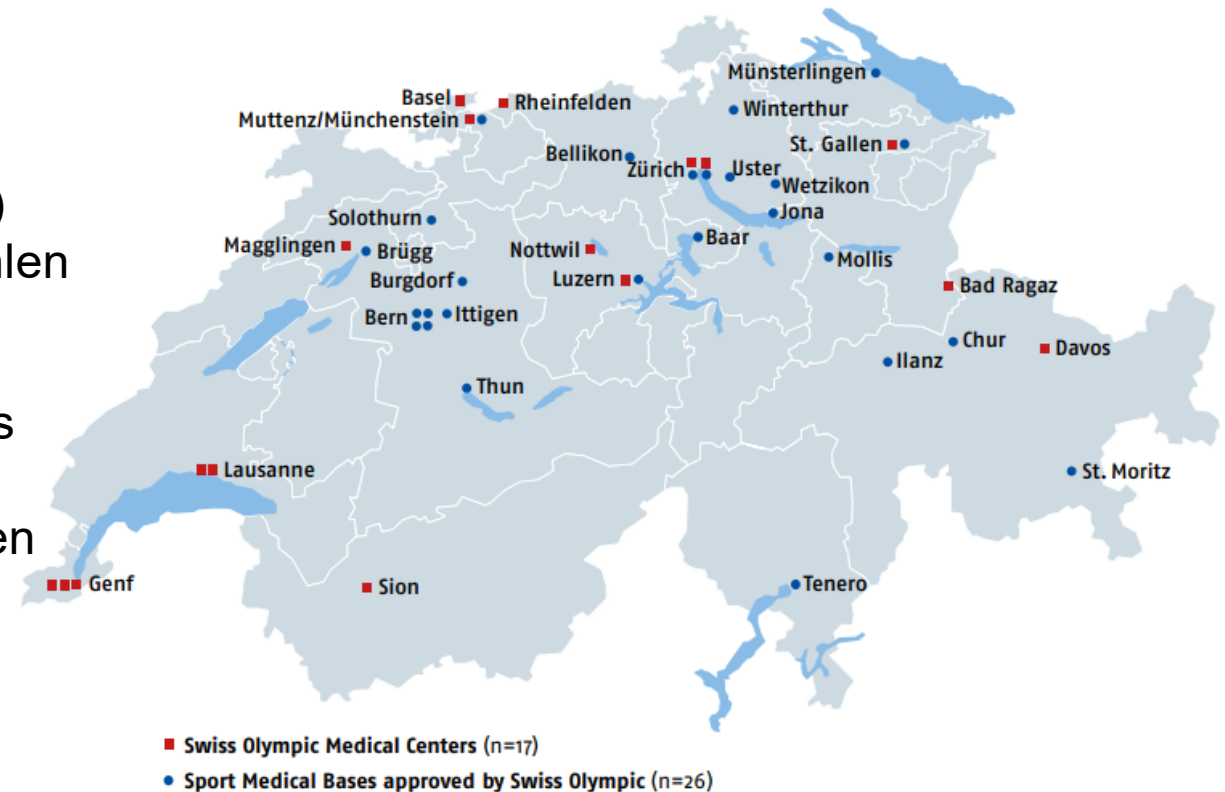 )
len
s
en
Münsterlingen
Basel
Rheinfelden
Winterthur
Muttenz/Münchenstein
St. Gallen
Bellikon
Zürich
Uster
Wetzikon
Jona
Solothurn
Magglingen
Brügg
Nottwil
Baar
Mollis
Burgdorf
Luzern
Bad Ragaz
Bern
Ittigen
Chur
Davos
Ilanz
Thun
Lausanne
St. Moritz
Genf
Sion
Tenero
Swiss Olympic Medical Centers (n=17)
Sport Medical Bases approved by Swiss Olympic (n=26)